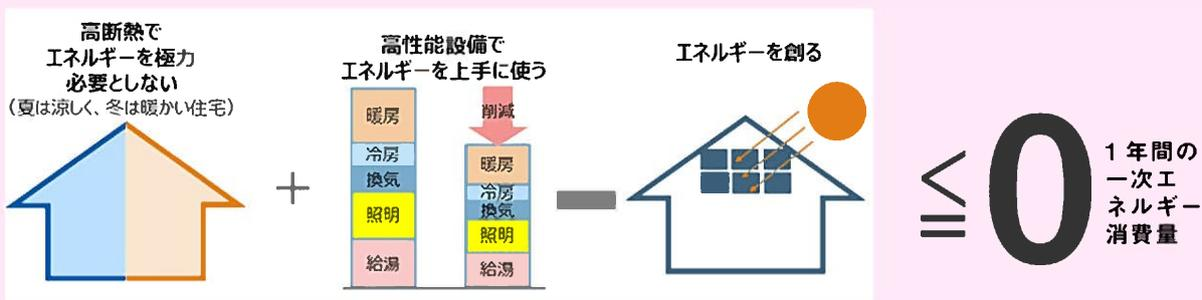 高断熱で
エネルギーを極力
必要としない
（夏は涼しく、冬は暖かい住宅）
高性能設備で
エネルギーを上手に使う
暖房
冷房
換気
照明
給湯
削減
暖房
冷房
換気
照明
給湯
エネルギーを創る
＋
≦
0
1年間の
一次エ
ネルギー
消費量